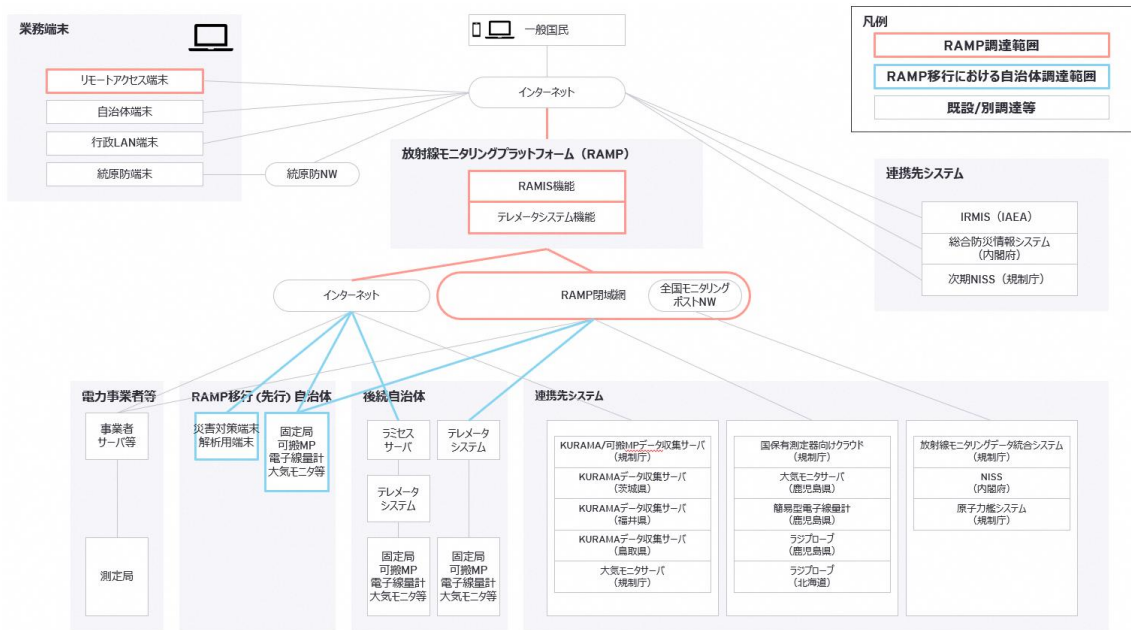 業務端末
リモートアクセス端末
自治体端末
行政LAN端末
統原防端末
統原防NW
一般国民
インターネット
凡例
RAMP調達範囲
RAMP移行における自治体調達範囲
既設/別調達等
放射線モニタリングプラットフォーム（RAMP）
RAMIS機能
テレメータシステム機能
連携先システム
IRMIS（IAEA）
総合防災情報システム
（内閣府）
次期NISS（規制庁）
インターネット
RAMP閉域網
全国モニタリング
ポストNW
電力事業者等
事業者
サーバ等
測定局
RAMP移行（先行）自治体
災害対策端末
解析用端末
固定局
可搬MP
電子線量計
大気モニタ等
後続自治体
ラミセス
サーバ
テレメータ
システム
固定局
可搬MP
電子線量計
大気モニタ等
テレメータ
システム
固定局
可搬MP
電子線量計
大気モニタ等
連携先システム
KURAMA/可搬MPデータ収集サーバ
（規制庁）
KURAMAデータ収集サーバ
（茨城県）
KURAMAデータ収集サーバ
（福井県）
KURAMAデータ収集サーバ
（鳥取県）
大気モニタサーバ
（規制庁）
国保有測定器向けクラウド
（規制庁）
大気モニタサーバ
（鹿児島県）
簡易型電子線量計
（鹿児島県）
ラジプローブ
（鹿児島県）
ラジプローブ
（北海道）
放射線モニタリングデータ統合システム
（規制庁）
NISS
（内閣府）
原子力艦システム
（規制庁）